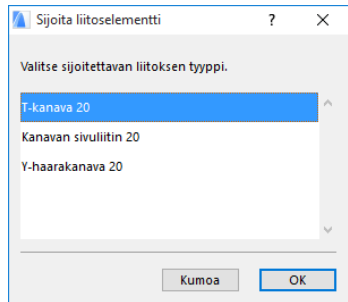 Sijoita liitoselementti
Valitse sijoitettavan liitoksen tyyppi.
T-kanava 20
Kanavan sivuliitin 20
Y-haarakanava 20
Kumoa
OK